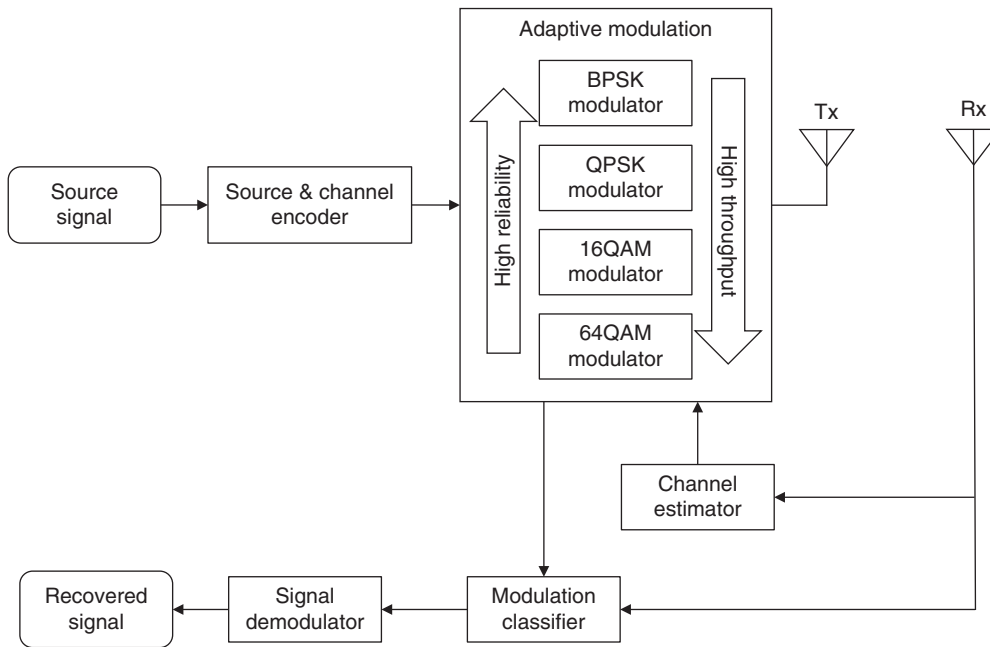 Adaptive modulation
BPSK
modulator
QPSK
modulator
16QAM
modulator
64QAM
modulator
High reliability
High throughput
Tx
Rx
Source
signal
Source & channel
encoder
Channel
estimator
Recovered
signal
Signal
demodulator
Modulation
classifier